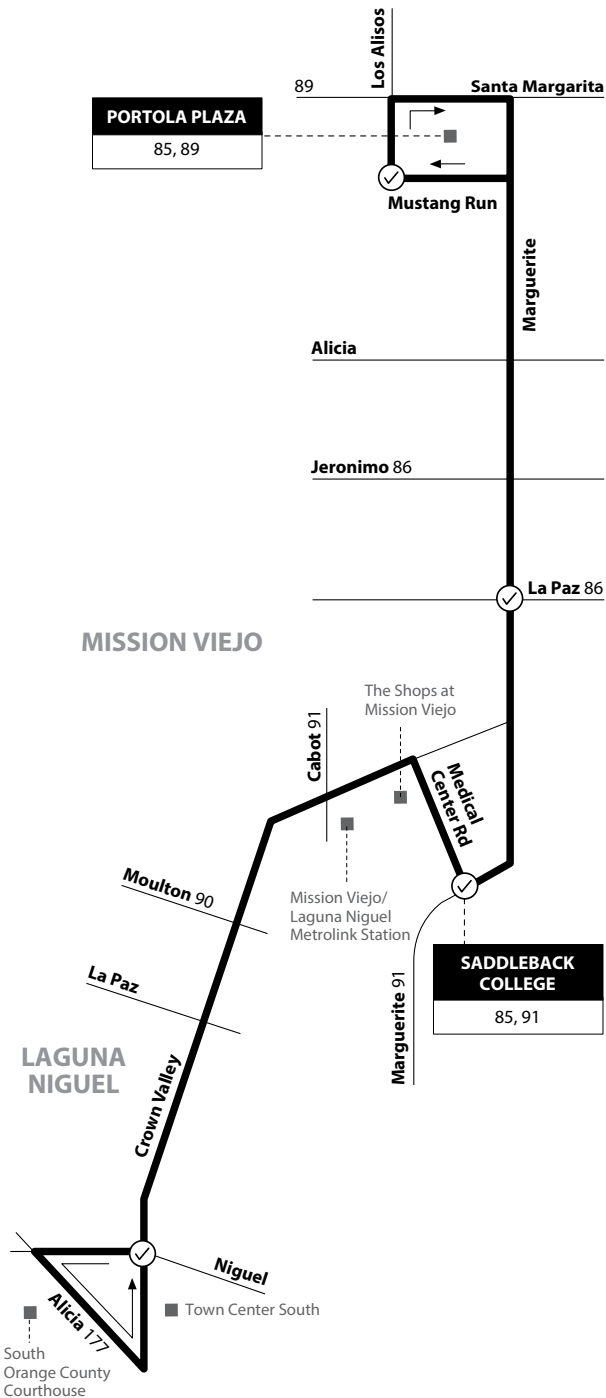 Los Alisos
89
Santa Margarita
PORTOLA PLAZA
85, 89
Mustang Run
Marguerite
Alicia
Jeronimo 86
La Paz 86
MISSION VIEJO
The Shops at
Mission Viejo
Cabot 91
Medical
Center Rd
Moulton 90
Mission Viejo/
Laguna Niguel
Metrolink Station
La Paz
SADDLEBACK
COLLEGE
85, 91
Marguerite 91
LAGUNA
NIGUEL
Crown Valley
Niguel
Town Center South
Alicia 177
South
Orange County
Courthouse